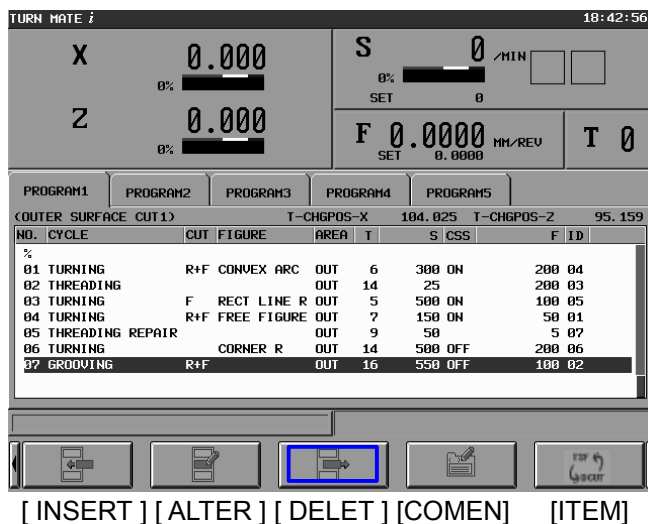 TURN MATE i 18:42:56
X 0.000
0%
Z 0.000
0%
S 0 /MIN
0%
SET 0
F 0.0000 MM/REV
SET 0.0000
T 0
PROGRAM1 PROGRAM2 PROGRAM3 PROGRAM4 PROGRAM5
(OUTER SURFACE CUT1) T-CHGPOS-X 104.025 T-CHGPOS-Z 95.159
NO. CYCLE CUT FIGURE AREA T S CSS F ID
%
01 TURNING R+F CONVEX ARC OUT 6 300 ON 200 04
02 THREADING OUT 14 25 200 03
03 TURNING F RECT LINE R OUT 5 500 ON 100 05
04 TURNING R+F FREE FIGURE OUT 7 150 ON 50 01
05 THREADING REPAIR OUT 9 50 5 07
06 TURNING CORNER R OUT 14 500 OFF 200 06
07 GROOVING R+F OUT 16 550 OFF 100 02
[ INSERT ] [ ALTER ] [ DELET ] [COMEN] [ITEM]